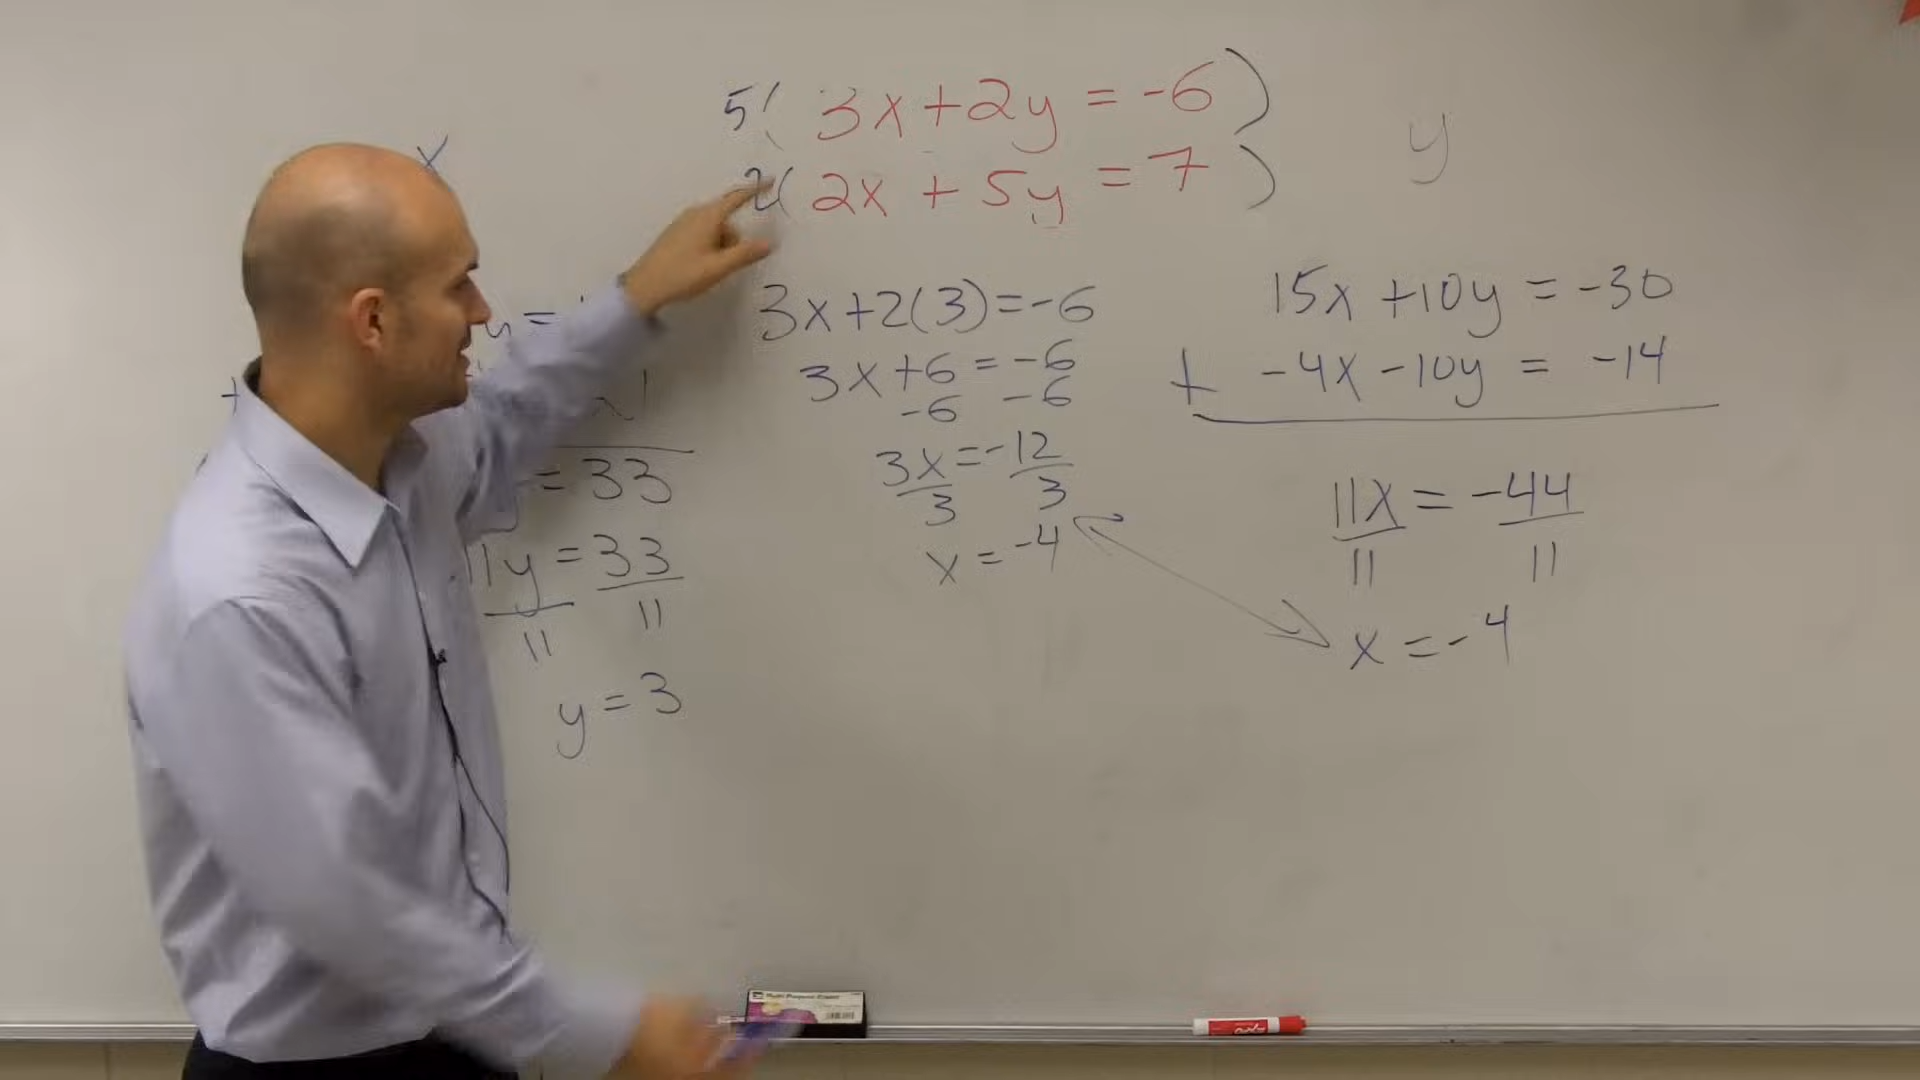 5( 3x+2y = -6 )
-2( 2x + 5y = 7 )
x
y
y =
= 33
11y = 33
11 11
y = 3
3x+2(3)=-6
3x+6 = -6
-6 -6
3x=-12
3 3
x = -4
15x +10y = -30
+ -4x -10y = -14
11x = -44
11 11
x = -4